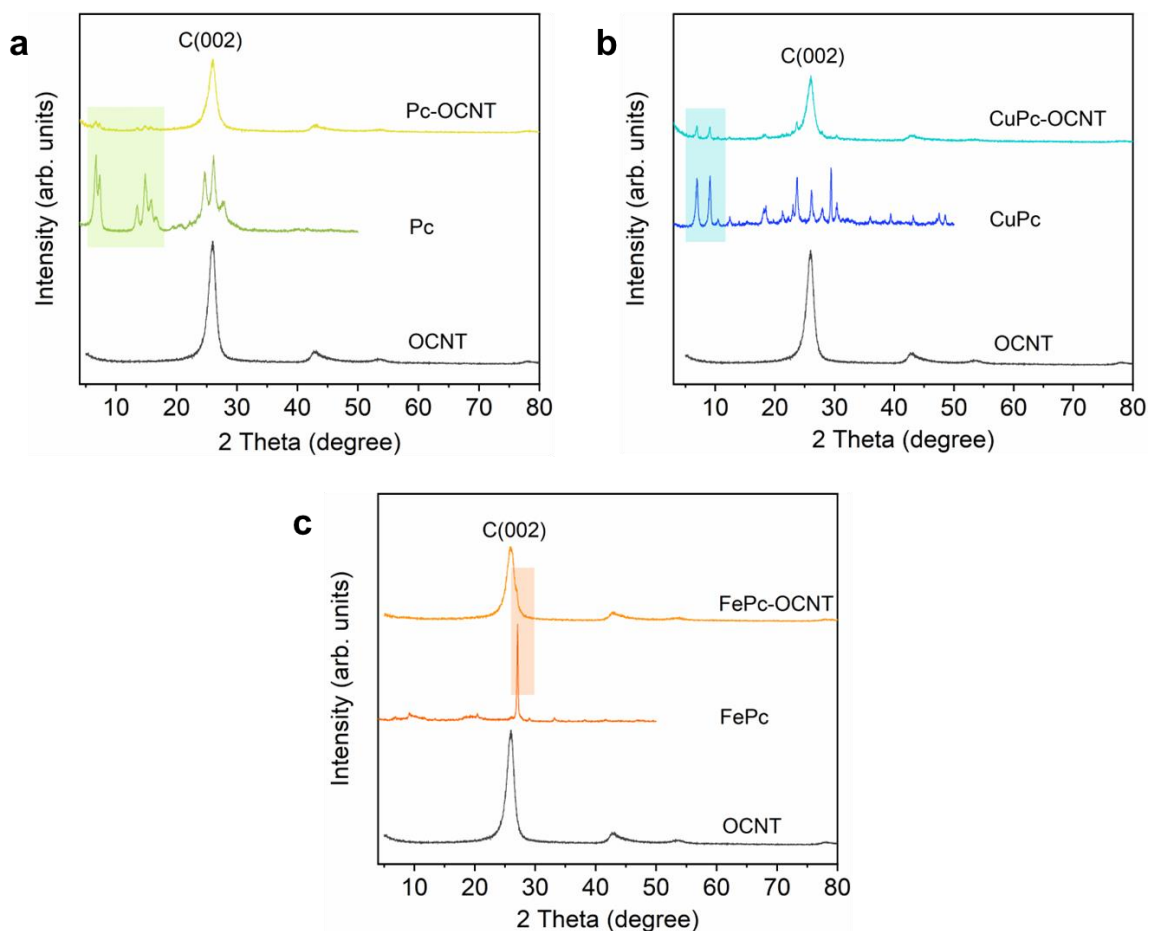 a
C(002)
Pc-OCNT
Pc
OCNT
Intensity (arb. units)
10 20 30 40 50 60 70 80
2 Theta (degree)
b
C(002)
CuPc-OCNT
CuPc
OCNT
Intensity (arb. units)
10 20 30 40 50 60 70 80
2 Theta (degree)
c
C(002)
FePc-OCNT
FePc
OCNT
Intensity (arb. units)
10 20 30 40 50 60 70 80
2 Theta (degree)